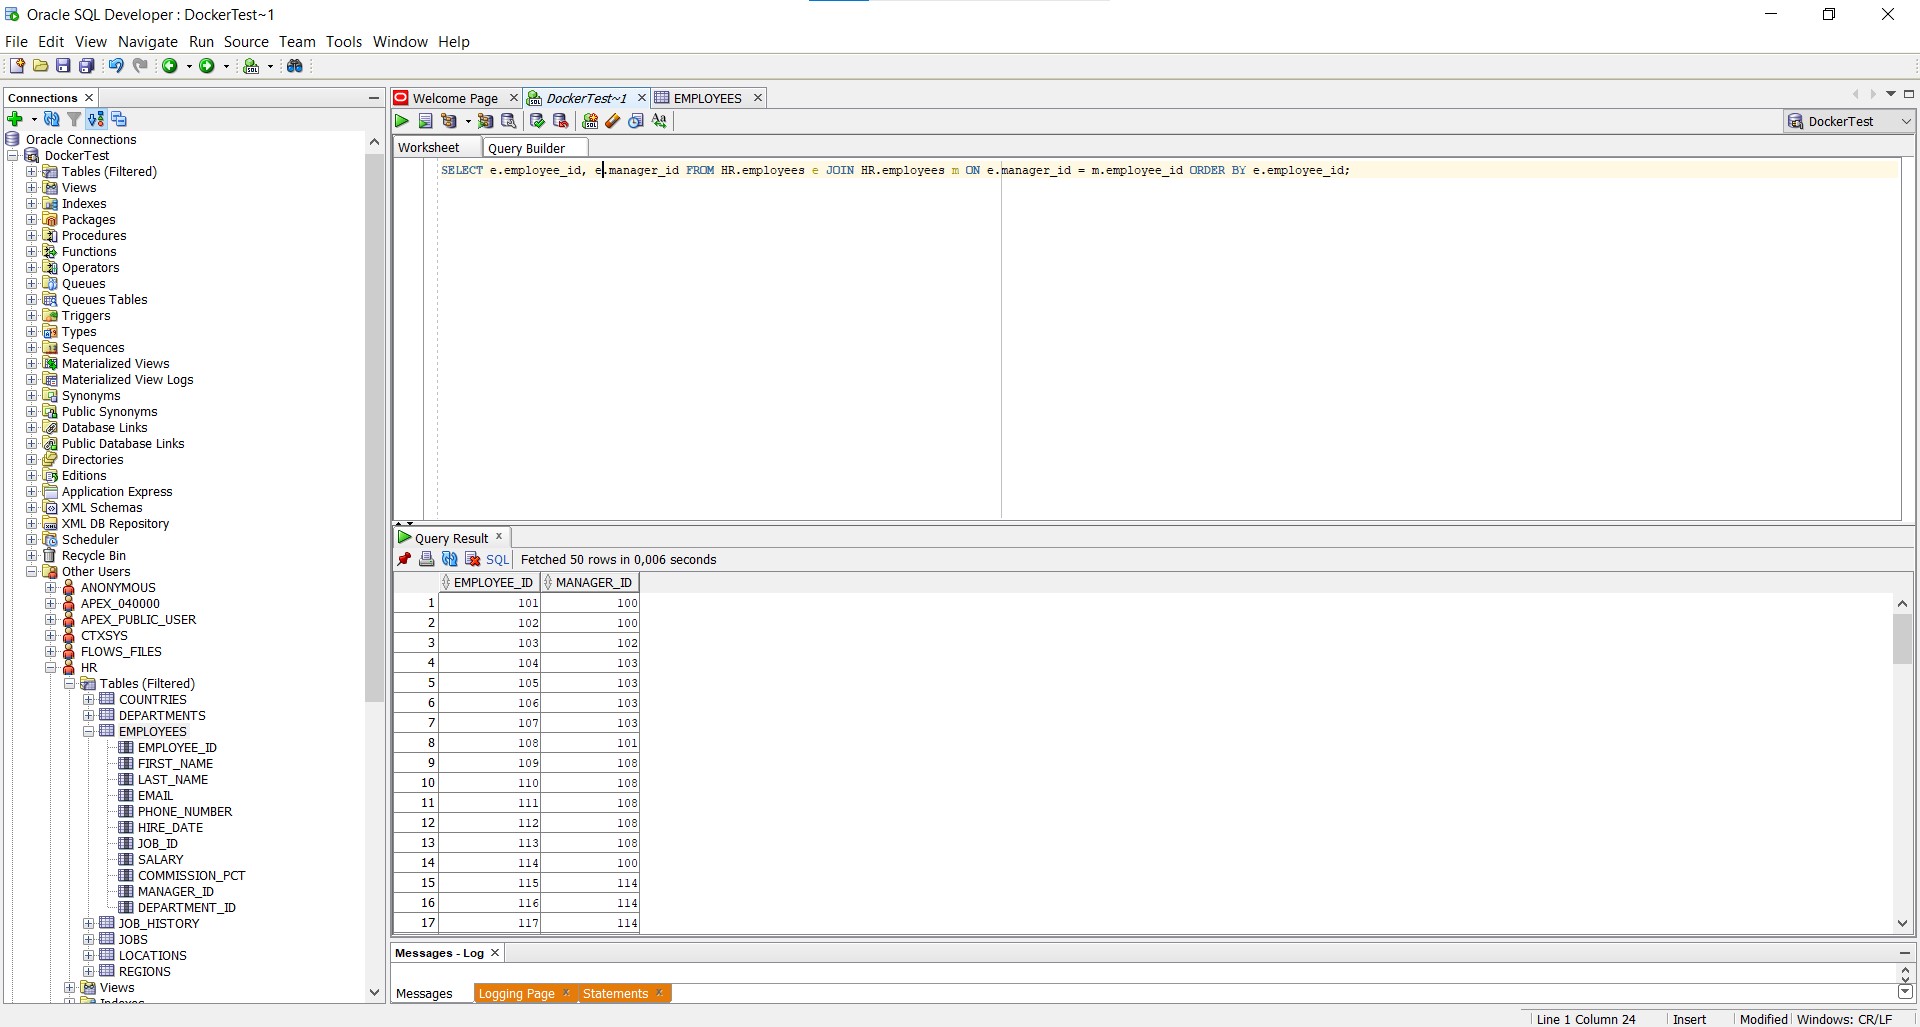 Oracle SQL Developer : DockerTest~1
File Edit View Navigate Run Source Team Tools Window Help
Connections
Oracle Connections
DockerTest
Tables (Filtered)
Views
Indexes
Packages
Procedures
Functions
Operators
Queues
Queues Tables
Triggers
Types
Sequences
Materialized Views
Materialized View Logs
Synonyms
Public Synonyms
Database Links
Public Database Links
Directories
Editions
Application Express
XML Schemas
XML DB Repository
Scheduler
Recycle Bin
Other Users
ANONYMOUS
APEX_040000
APEX_PUBLIC_USER
CTXSYS
FLOWS_FILES
HR
Tables (Filtered)
COUNTRIES
DEPARTMENTS
EMPLOYEES
EMPLOYEE_ID
FIRST_NAME
LAST_NAME
EMAIL
PHONE_NUMBER
HIRE_DATE
JOB_ID
SALARY
COMMISSION_PCT
MANAGER_ID
DEPARTMENT_ID
JOB_HISTORY
JOBS
LOCATIONS
REGIONS
Views
Welcome Page DockerTest~1 EMPLOYEES
DockerTest
Worksheet Query Builder
SELECT e.employee_id, e.manager_id FROM HR.employees e JOIN HR.employees m ON e.manager_id = m.employee_id ORDER BY e.employee_id;
Query Result
SQL Fetched 50 rows in 0,006 seconds
EMPLOYEE_ID MANAGER_ID
1 101 100
2 102 100
3 103 102
4 104 103
5 105 103
6 106 103
7 107 103
8 108 101
9 109 108
10 110 108
11 111 108
12 112 108
13 113 108
14 114 100
15 115 114
16 116 114
17 117 114
Messages - Log
Messages Logging Page Statements
Line 1 Column 24 Insert Modified Windows: CR/LF